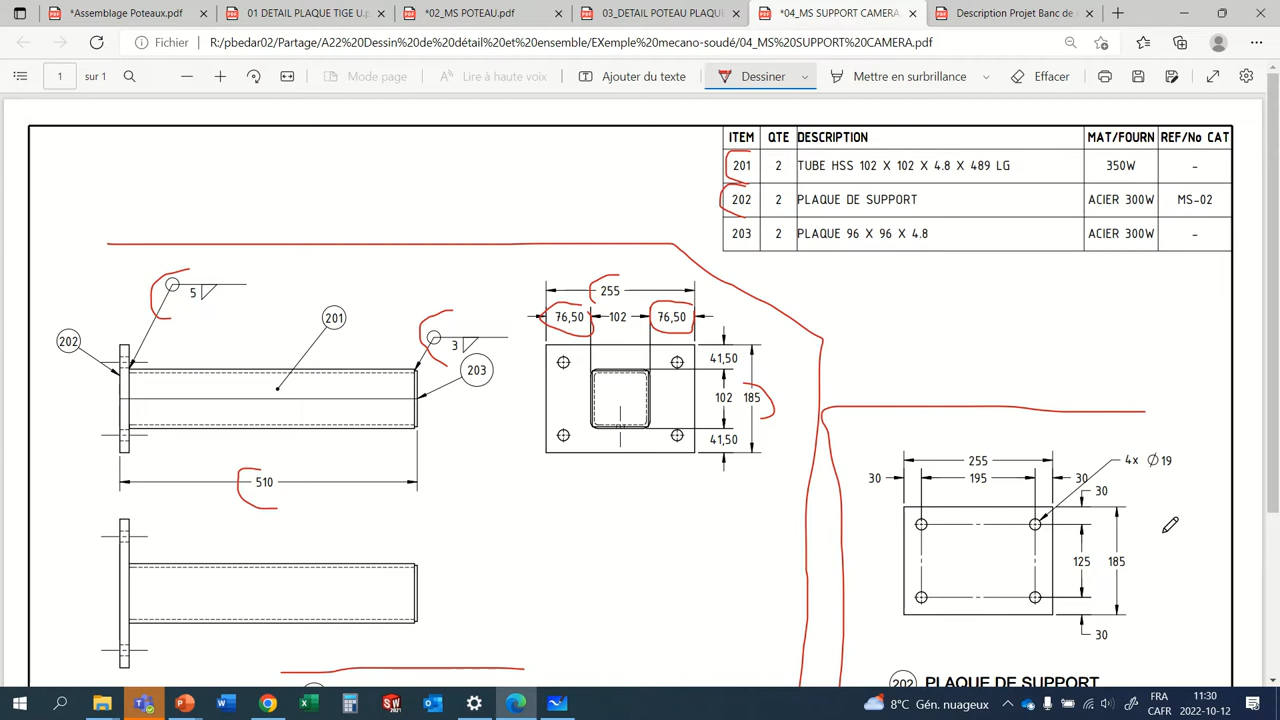 *Assemblage Poteaux.pdf
01 DETAIL PLAQUE TIGE U.p
*02_MS POTEAU.pdf
03_DETAIL POTEAU PLAQUE
*04_MS SUPPORT CAMERA.
Description Projet Banc de
Fichier
R:/pbedar02/Partage/A22%20Dessin%20de%20détail%20et%20ensemble/EXemple%20mecano-soudé/04_MS%20SUPPORT%20CAMERA.pdf
1
sur 1
Mode page
Lire à haute voix
Ajouter du texte
Dessiner
Mettre en surbrillance
Effacer
ITEM QTE DESCRIPTION MAT/FOURN REF/No CAT
201 2 TUBE HSS 102 X 102 X 4.8 X 489 LG 350W -
202 2 PLAQUE DE SUPPORT ACIER 300W MS-02
203 2 PLAQUE 96 X 96 X 4.8 ACIER 300W -
5
201
202
3
203
510
255
76,50 102 76,50
41,50
102 185
41,50
255
30 195 30
4x Ø19
30
125 185
30
202 PLAQUE DE SUPPORT
8°C Gén. nuageux
FRA
CAFR
11:30
2022-10-12